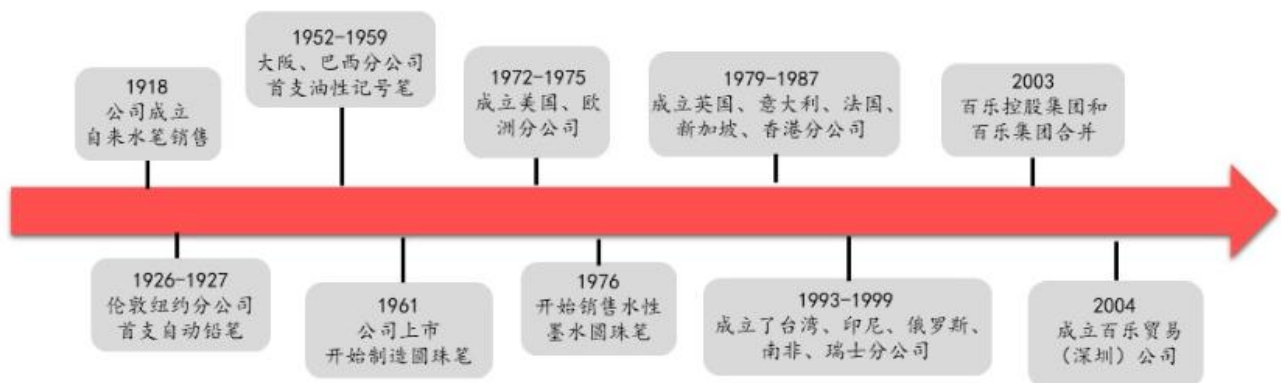 1918
公司成立
自来水笔销售
1952-1959
大阪、巴西分公司
首支油性记号笔
1972-1975
成立美国、欧
洲分公司
1979-1987
成立英国、意大利、法国、
新加坡、香港分公司
2003
百乐控股集团和
百乐集团合并
1926-1927
伦敦纽约分公司
首支自动铅笔
1961
公司上市
开始制造圆珠笔
1976
开始销售水性
墨水圆珠笔
1993-1999
成立了台湾、印尼、俄罗斯、
南非、瑞士分公司
2004
成立百乐贸易
（深圳）公司